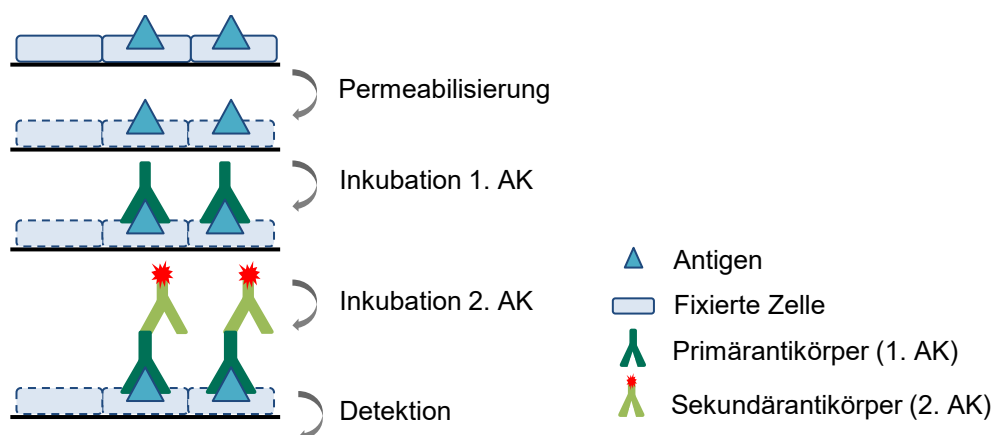 Permeabilisierung
Inkubation 1. AK
Inkubation 2. AK
Detektion
Antigen
Fixierte Zelle
Primärantikörper (1. AK)
Sekundärantikörper (2. AK)